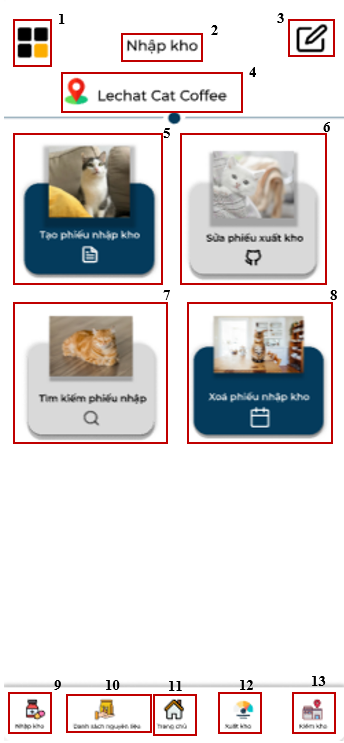 1
Nhập kho
2
3
4
Lechat Cat Coffee
5
6
Tạo phiếu nhập kho
Sửa phiếu xuất kho
7
8
Tìm kiếm phiếu nhập
Xoá phiếu nhập kho
9
10
11
12
13
Nhập kho
Danh sách nguyên liệu
Trang chủ
Xuất kho
Kiểm kho